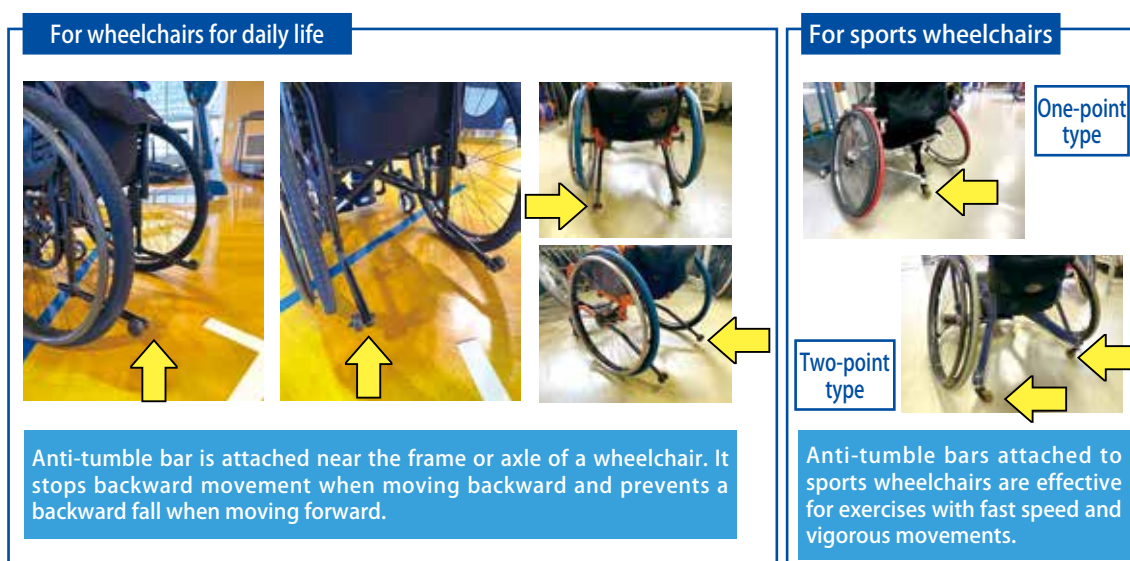 For wheelchairs for daily life
Anti-tumble bar is attached near the frame or axle of a wheelchair. It
stops backward movement when moving backward and prevents a
backward fall when moving forward.
For sports wheelchairs
One-point
type
Two-point
type
Anti-tumble bars attached to
sports wheelchairs are effective
for exercises with fast speed and
vigorous movements.